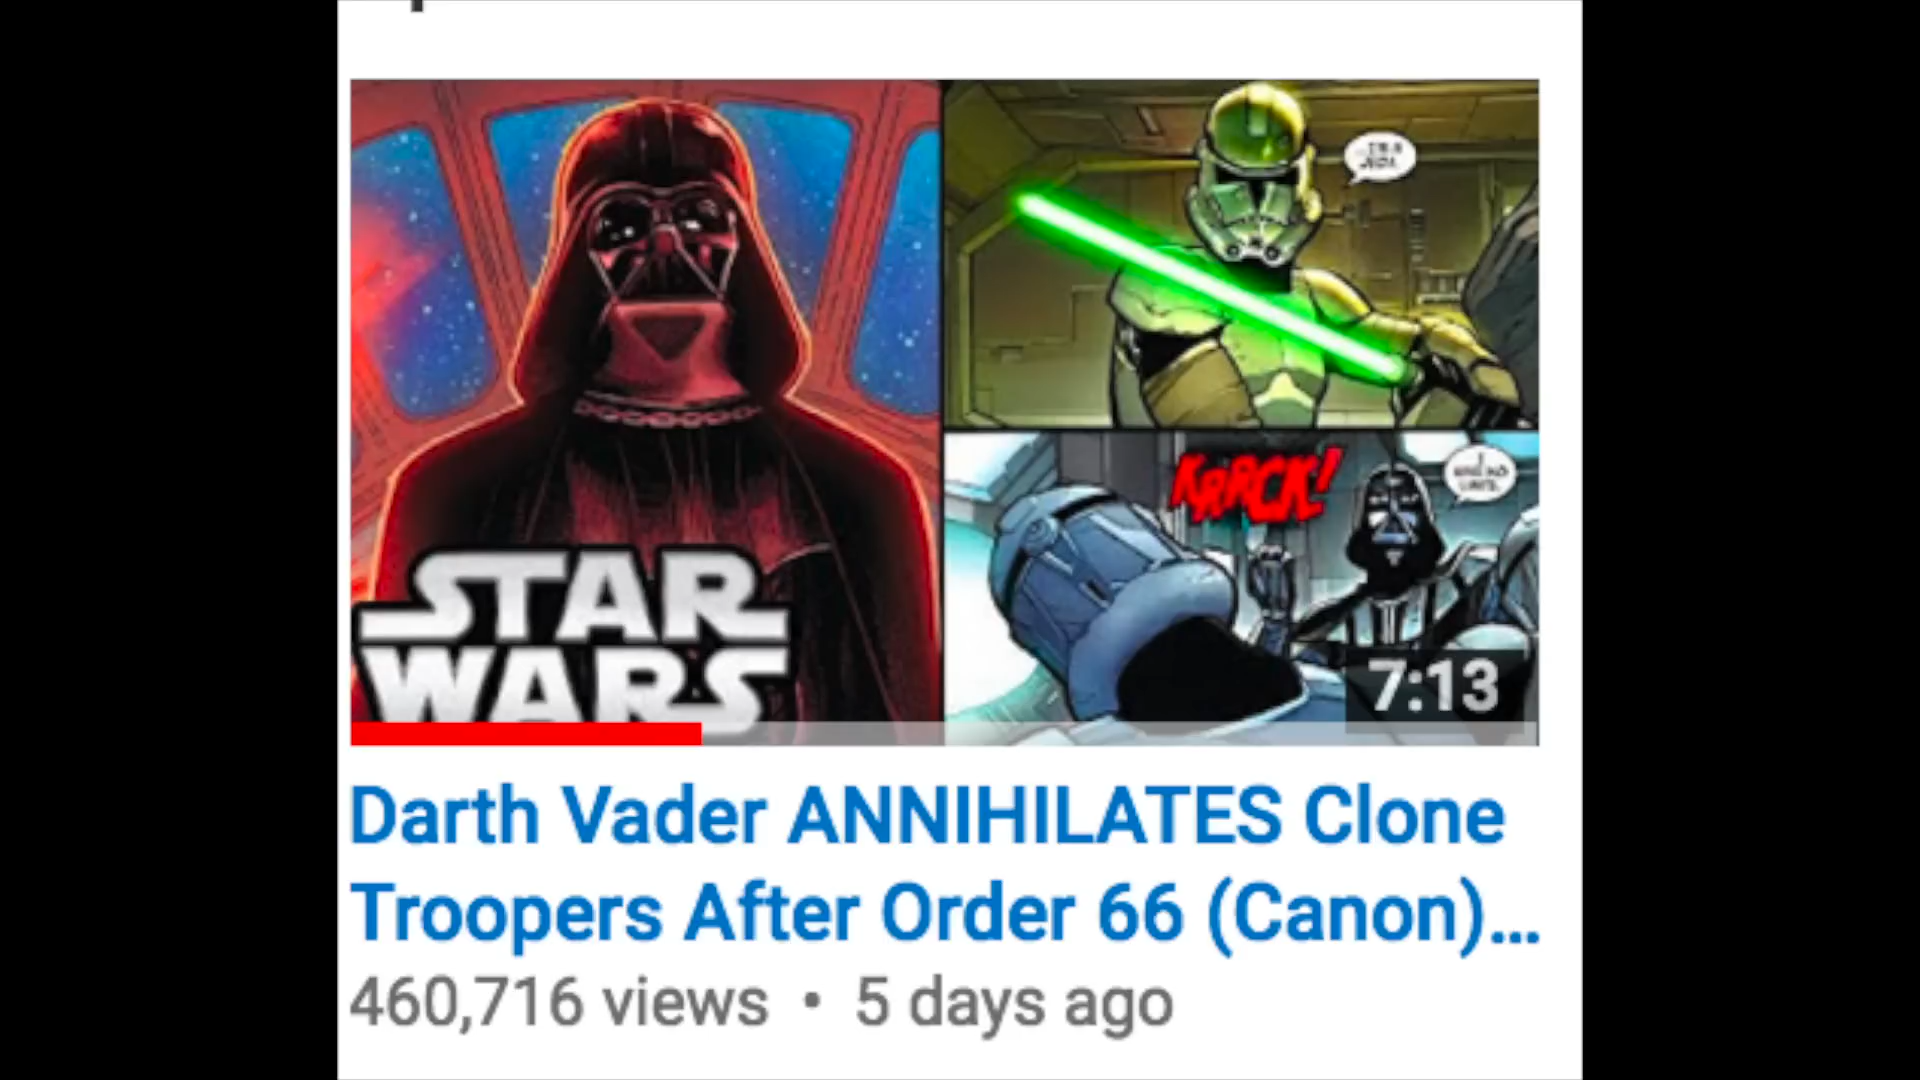 STAR
WARS
KRRCK!
7:13
Darth Vader ANNIHILATES Clone
Troopers After Order 66 (Canon)...
460,716 views • 5 days ago